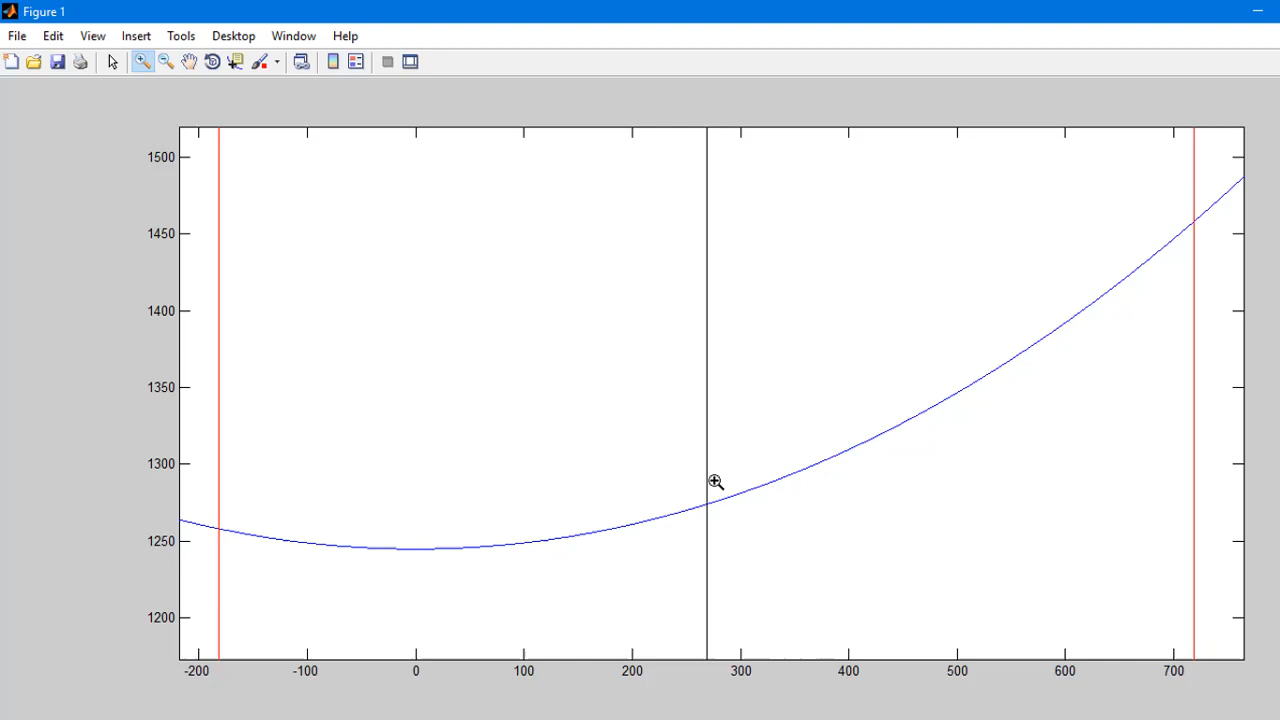 Figure 1
File Edit View Insert Tools Desktop Window Help
1500
1450
1400
1350
1300
1250
1200
-200 -100 0 100 200 300 400 500 600 700